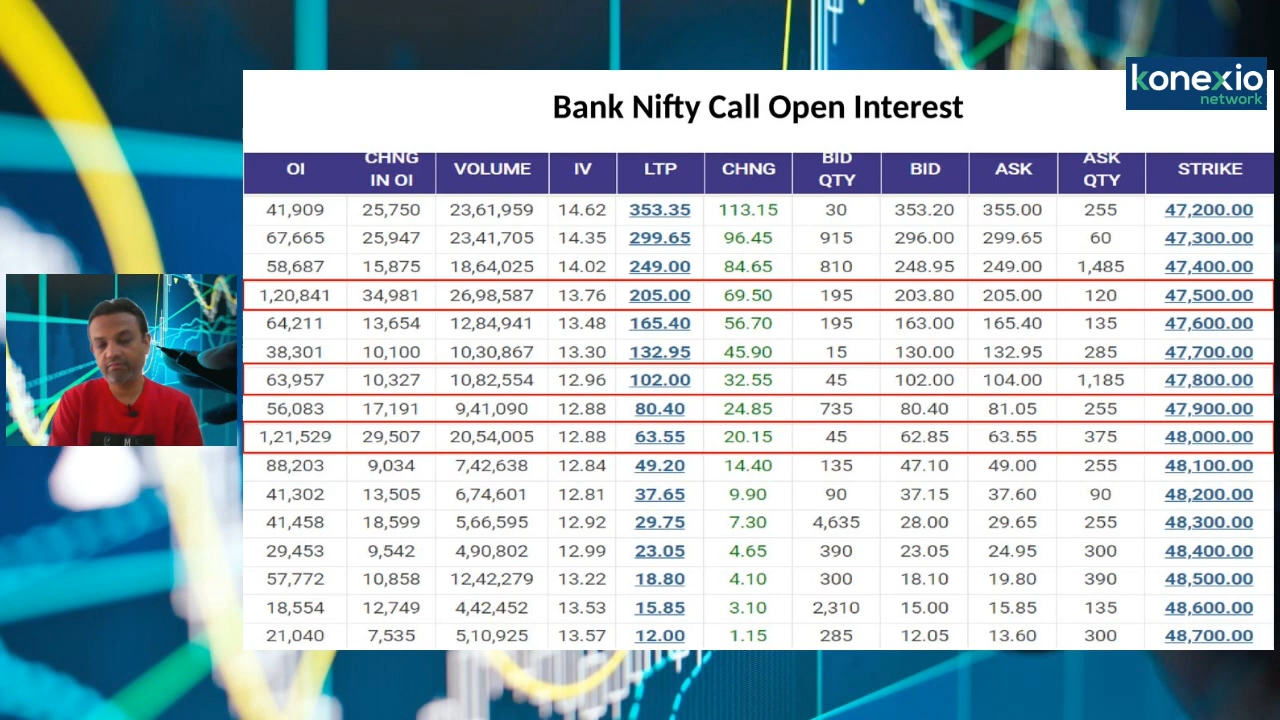 konexio
network
Bank Nifty Call Open Interest
OI CHNG IN OI VOLUME IV LTP CHNG BID QTY BID ASK ASK QTY STRIKE
41,909 25,750 23,61,959 14.62 353.35 113.15 30 353.20 355.00 255 47,200.00
67,665 25,947 23,41,705 14.35 299.65 96.45 915 296.00 299.65 60 47,300.00
58,687 15,875 18,64,025 14.02 249.00 84.65 810 248.95 249.00 1,485 47,400.00
1,20,841 34,981 26,98,587 13.76 205.00 69.50 195 203.80 205.00 120 47,500.00
64,211 13,654 12,84,941 13.48 165.40 56.70 195 163.00 165.40 135 47,600.00
38,301 10,100 10,30,867 13.30 132.95 45.90 15 130.00 132.95 285 47,700.00
63,957 10,327 10,82,554 12.96 102.00 32.55 45 102.00 104.00 1,185 47,800.00
56,083 17,191 9,41,090 12.88 80.40 24.85 735 80.40 81.05 255 47,900.00
1,21,529 29,507 20,54,005 12.88 63.55 20.15 45 62.85 63.55 375 48,000.00
88,203 9,034 7,42,638 12.84 49.20 14.40 135 47.10 49.00 255 48,100.00
41,302 13,505 6,74,601 12.81 37.65 9.90 90 37.15 37.60 90 48,200.00
41,458 18,599 5,66,595 12.92 29.75 7.30 4,635 28.00 29.65 255 48,300.00
29,453 9,542 4,90,802 12.99 23.05 4.65 390 23.05 24.95 300 48,400.00
57,772 10,858 12,42,279 13.22 18.80 4.10 300 18.10 19.80 390 48,500.00
18,554 12,749 4,42,452 13.53 15.85 3.10 2,310 15.00 15.85 135 48,600.00
21,040 7,535 5,10,925 13.57 12.00 1.15 285 12.05 13.60 300 48,700.00